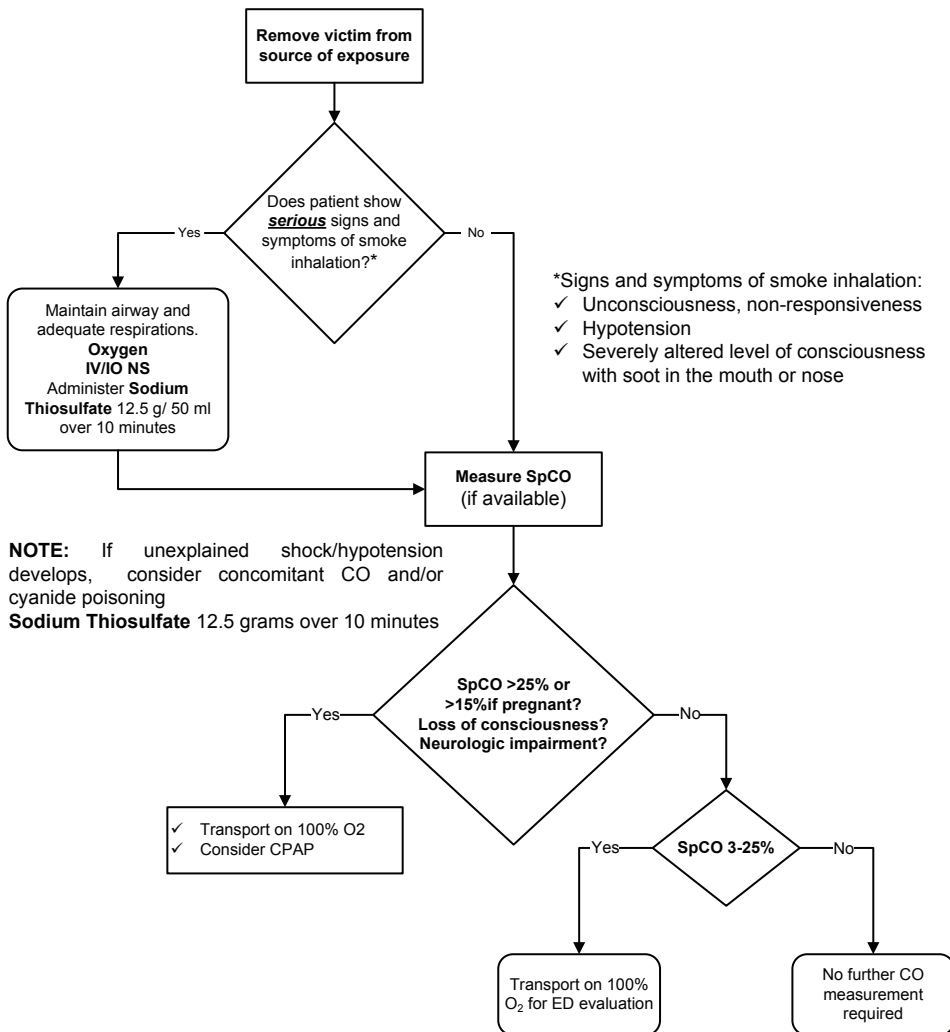 Remove victim from
source of exposure
Does patient show
serious signs and
symptoms of smoke
inhalation?*
Yes
No
Maintain airway and
adequate respirations.
Oxygen
IV/IO NS
Administer Sodium
Thiosulfate 12.5 g/ 50 ml
over 10 minutes
*Signs and symptoms of smoke inhalation:
✓ Unconsciousness, non-responsiveness
✓ Hypotension
✓ Severely altered level of consciousness
with soot in the mouth or nose
Measure SpCO
(if available)
NOTE: If unexplained shock/hypotension
develops, consider concomitant CO and/or
cyanide poisoning
Sodium Thiosulfate 12.5 grams over 10 minutes
SpCO >25% or
>15%if pregnant?
Loss of consciousness?
Neurologic impairment?
Yes
No
✓ Transport on 100% O2
✓ Consider CPAP
SpCO 3-25%
Yes
No
Transport on 100%
O2 for ED evaluation
No further CO
measurement
required